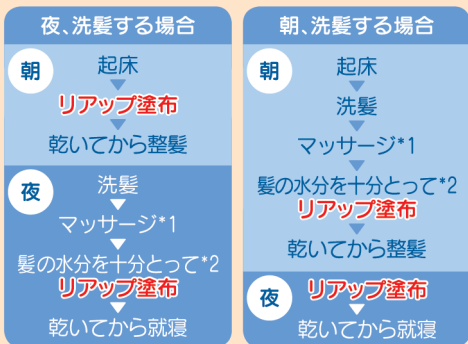 夜、洗髪する場合
朝
起床
リアップ塗布
乾いてから整髪
夜
洗髪
マッサージ*1
髪の水分を十分とって*2
リアップ塗布
乾いてから就寝
朝、洗髪する場合
朝
起床
洗髪
マッサージ*1
髪の水分を十分とって*2
リアップ塗布
乾いてから整髪
夜
リアップ塗布
乾いてから就寝